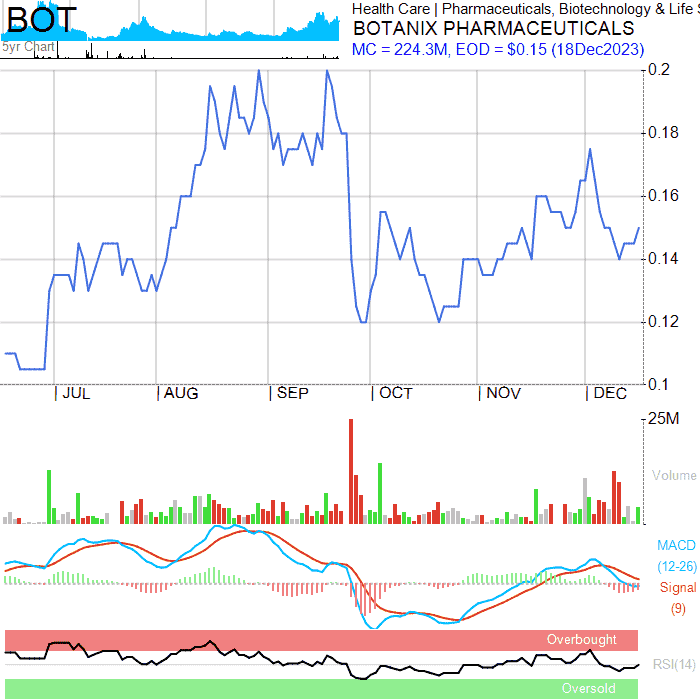 BOT
5yr Chart
Health Care | Pharmaceuticals, Biotechnology & Life S
BOTANIX PHARMACEUTICALS
MC = 224.3M, EOD = $0.15 (18Dec2023)
0.2
0.18
0.16
0.14
0.12
0.1
JUL AUG SEP OCT NOV DEC
25M
Volume
MACD
(12-26)
Signal
(9)
Overbought
RSI(14)
Oversold